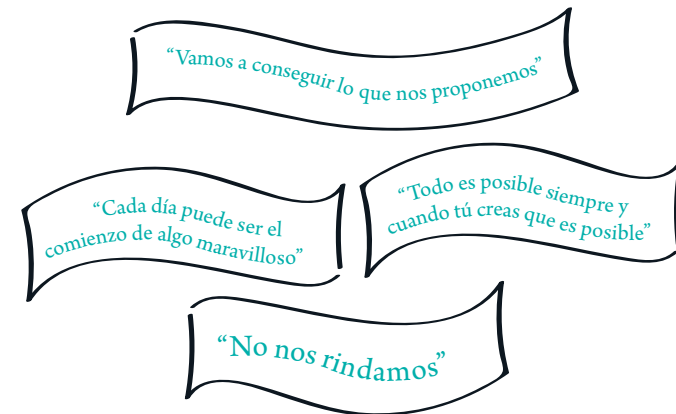 “Vamos a conseguir lo que nos proponemos”
“Cada día puede ser el
comienzo de algo maravilloso”
“Todo es posible siempre y
cuando tú creas que es posible”
“No nos rindamos”